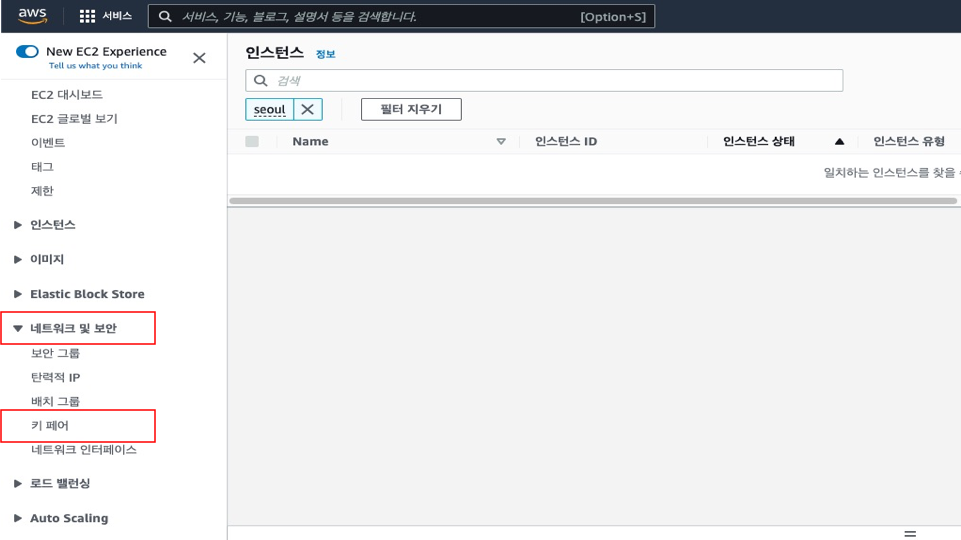 aws
서비스
서비스, 기능, 블로그, 설명서 등을 검색합니다.
[Option+S]
New EC2 Experience
Tell us what you think
EC2 대시보드
EC2 글로벌 보기
이벤트
태그
제한
인스턴스
이미지
Elastic Block Store
네트워크 및 보안
보안 그룹
탄력적 IP
배치 그룹
키 페어
네트워크 인터페이스
로드 밸런싱
Auto Scaling
인스턴스 정보
검색
seoul
필터 지우기
Name 인스턴스 ID 인스턴스 상태 인스턴스 유형
일치하는 인스턴스를 찾을